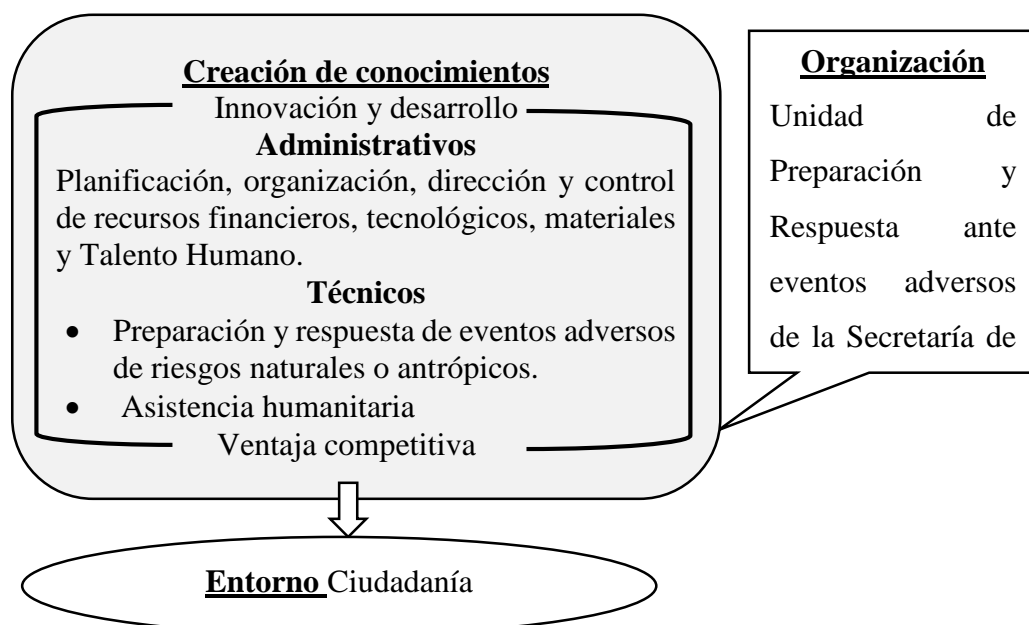 Creación de conocimientos
Innovación y desarrollo
Administrativos
Planificación, organización, dirección y control
de recursos financieros, tecnológicos, materiales
y Talento Humano.
Técnicos
• Preparación y respuesta de eventos adversos
de riesgos naturales o antrópicos.
• Asistencia humanitaria
Ventaja competitiva
Organización
Unidad de
Preparación y
Respuesta ante
eventos adversos
de la Secretaría de
Entorno Ciudadanía